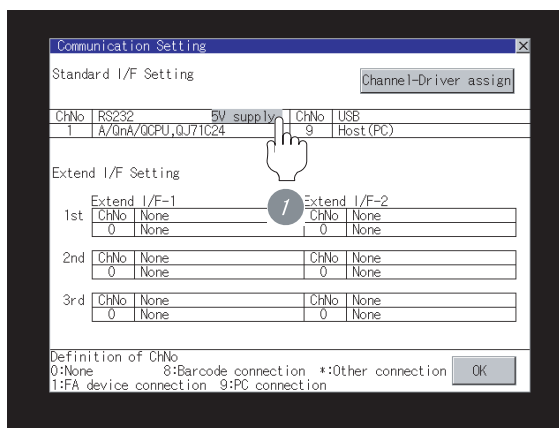 Communication Setting
Standard I/F Setting
Channel-Driver assign
ChNo RS232 5V supply ChNo USB
1 A/QnA/QCPU,QJ71C24 9 Host(PC)
Extend I/F Setting
Extend I/F-1 Extend I/F-2
1st ChNo None ChNo None
0 None 0 None
1
2nd ChNo None ChNo None
0 None 0 None
3rd ChNo None ChNo None
0 None 0 None
Definition of ChNo
0:None 8:Barcode connection *:Other connection OK
1:FA device connection 9:PC connection